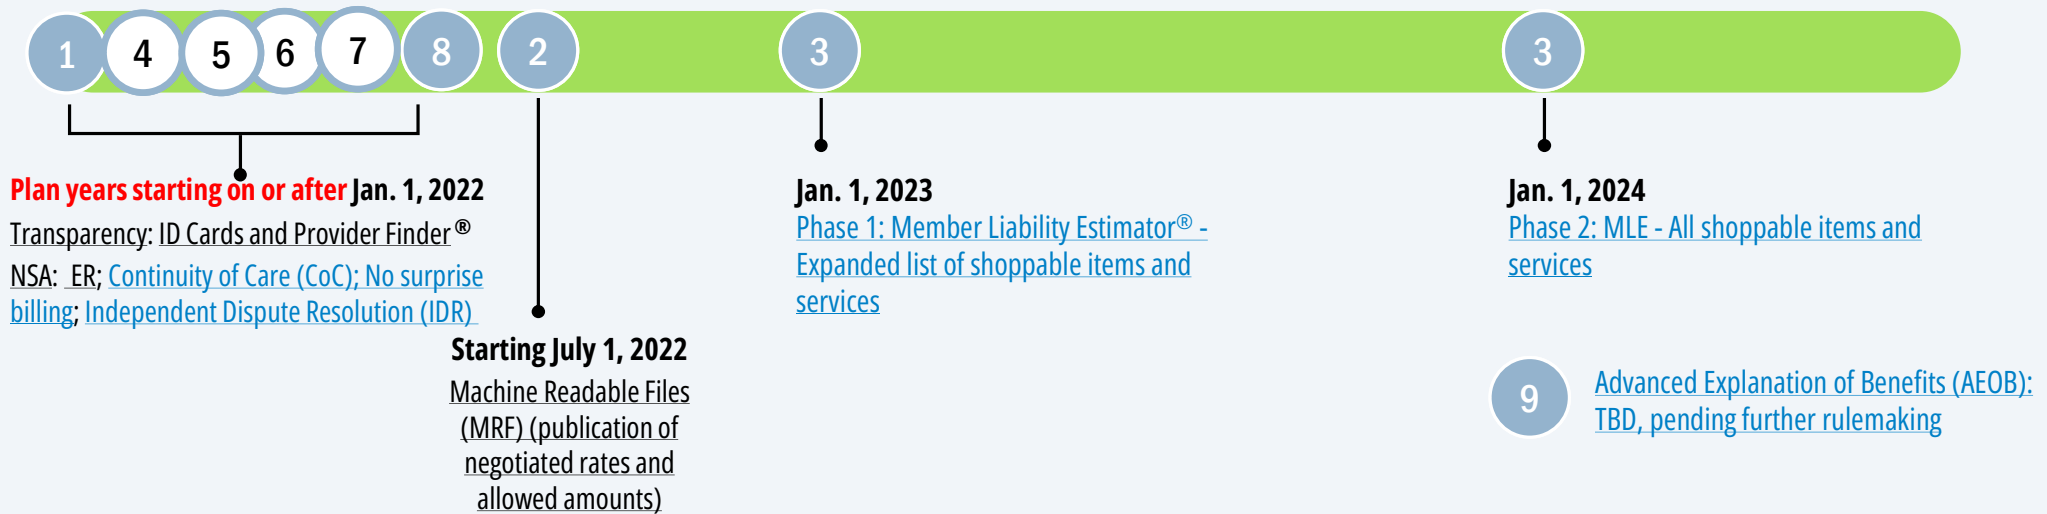 1 4 5 6 7 8 2 3 3
Plan years starting on or after Jan. 1, 2022
Transparency: ID Cards and Provider Finder®
NSA: ER; Continuity of Care (CoC); No surprise
billing; Independent Dispute Resolution (IDR)
Starting July 1, 2022
Machine Readable Files
(MRF) (publication of
negotiated rates and
allowed amounts)
Jan. 1, 2023
Phase 1: Member Liability Estimator® -
Expanded list of shoppable items and
services
Jan. 1, 2024
Phase 2: MLE - All shoppable items and
services
9
Advanced Explanation of Benefits (AEOB):
TBD, pending further rulemaking